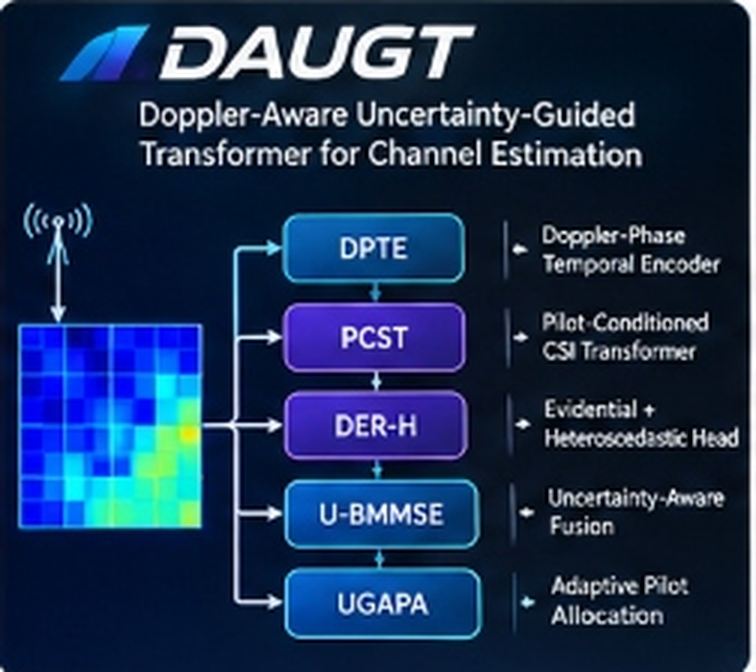 DAUGT
Doppler-Aware Uncertainty-Guided
Transformer for Channel Estimation
DPTE
Doppler-Phase
Temporal Encoder
PCST
Pilot-Conditioned
CSI Transformer
DER-H
Evidential +
Heteroscedastic Head
U-BMMSE
Uncertainty-Aware
Fusion
UGAPA
Adaptive Pilot
Allocation